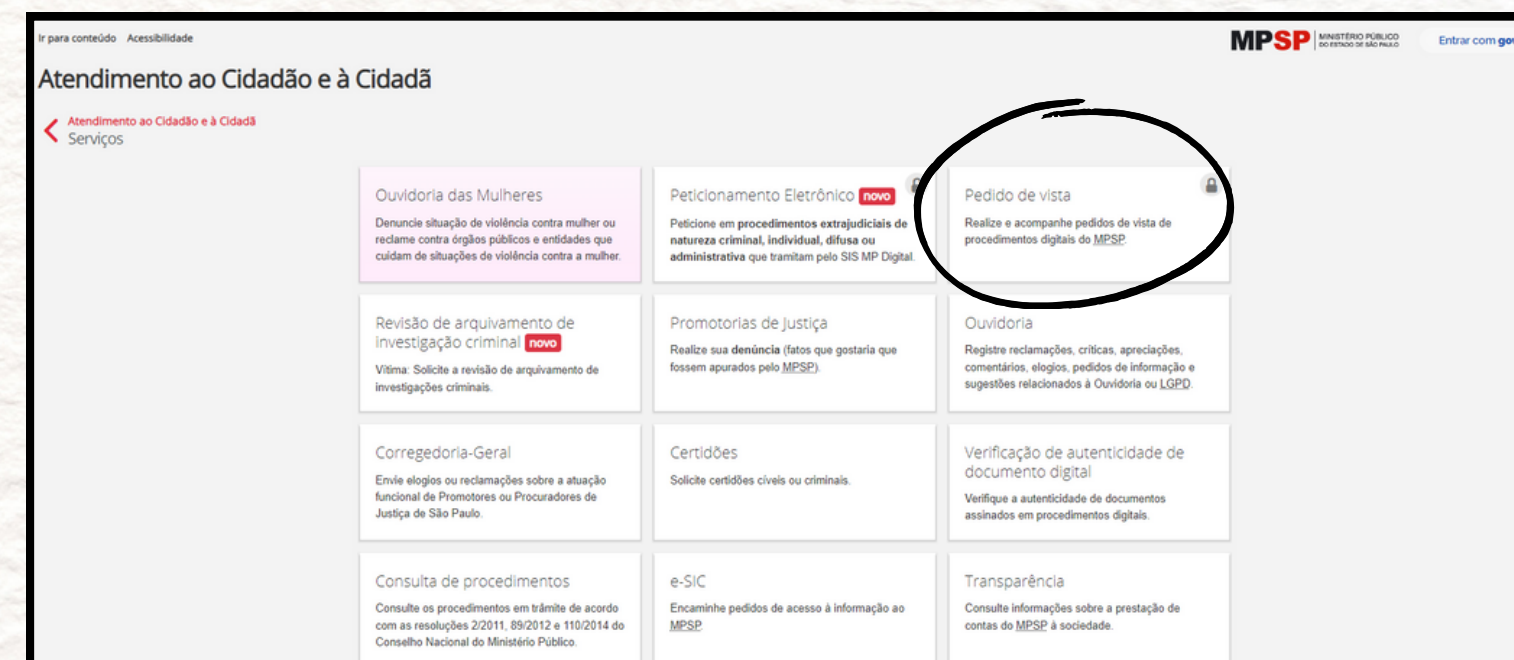 Ir para conteúdo Acessibilidade
MPSP MINISTÉRIO PÚBLICO
DO ESTADO DE SÃO PAULO
Entrar com gov
Atendimento ao Cidadão e à Cidadã
Atendimento ao Cidadão e à Cidadã
Serviços
Ouvidoria das Mulheres
Denuncie situação de violência contra mulher ou
reclame contra órgãos públicos e entidades que
cuidam de situações de violência contra a mulher.
Peticionamento Eletrônico novo
Peticione em procedimentos extrajudiciais de
natureza criminal, individual, difusa ou
administrativa que tramitam pelo SIS MP Digital.
Pedido de vista
Realize e acompanhe pedidos de vista de
procedimentos digitais do MPSP.
Revisão de arquivamento de
investigação criminal novo
Vítima: Solicite a revisão de arquivamento de
investigações criminais.
Promotorias de Justiça
Realize sua denúncia (fatos que gostaria que
fossem apurados pelo MPSP).
Ouvidoria
Registre reclamações, críticas, apreciações,
comentários, elogios, pedidos de informação e
sugestões relacionados à Ouvidoria ou LGPD.
Corregedoria-Geral
Envie elogios ou reclamações sobre a atuação
funcional de Promotores ou Procuradores de
Justiça de São Paulo.
Certidões
Solicite certidões cíveis ou criminais.
Verificação de autenticidade de
documento digital
Verifique a autenticidade de documentos
assinados em procedimentos digitais.
Consulta de procedimentos
Consulte os procedimentos em trâmite de acordo
com as resoluções 2/2011, 89/2012 e 110/2014 do
Conselho Nacional do Ministério Público.
e-SIC
Encaminhe pedidos de acesso à informação ao
MPSP.
Transparência
Consulte informações sobre a prestação de
contas do MPSP à sociedade.